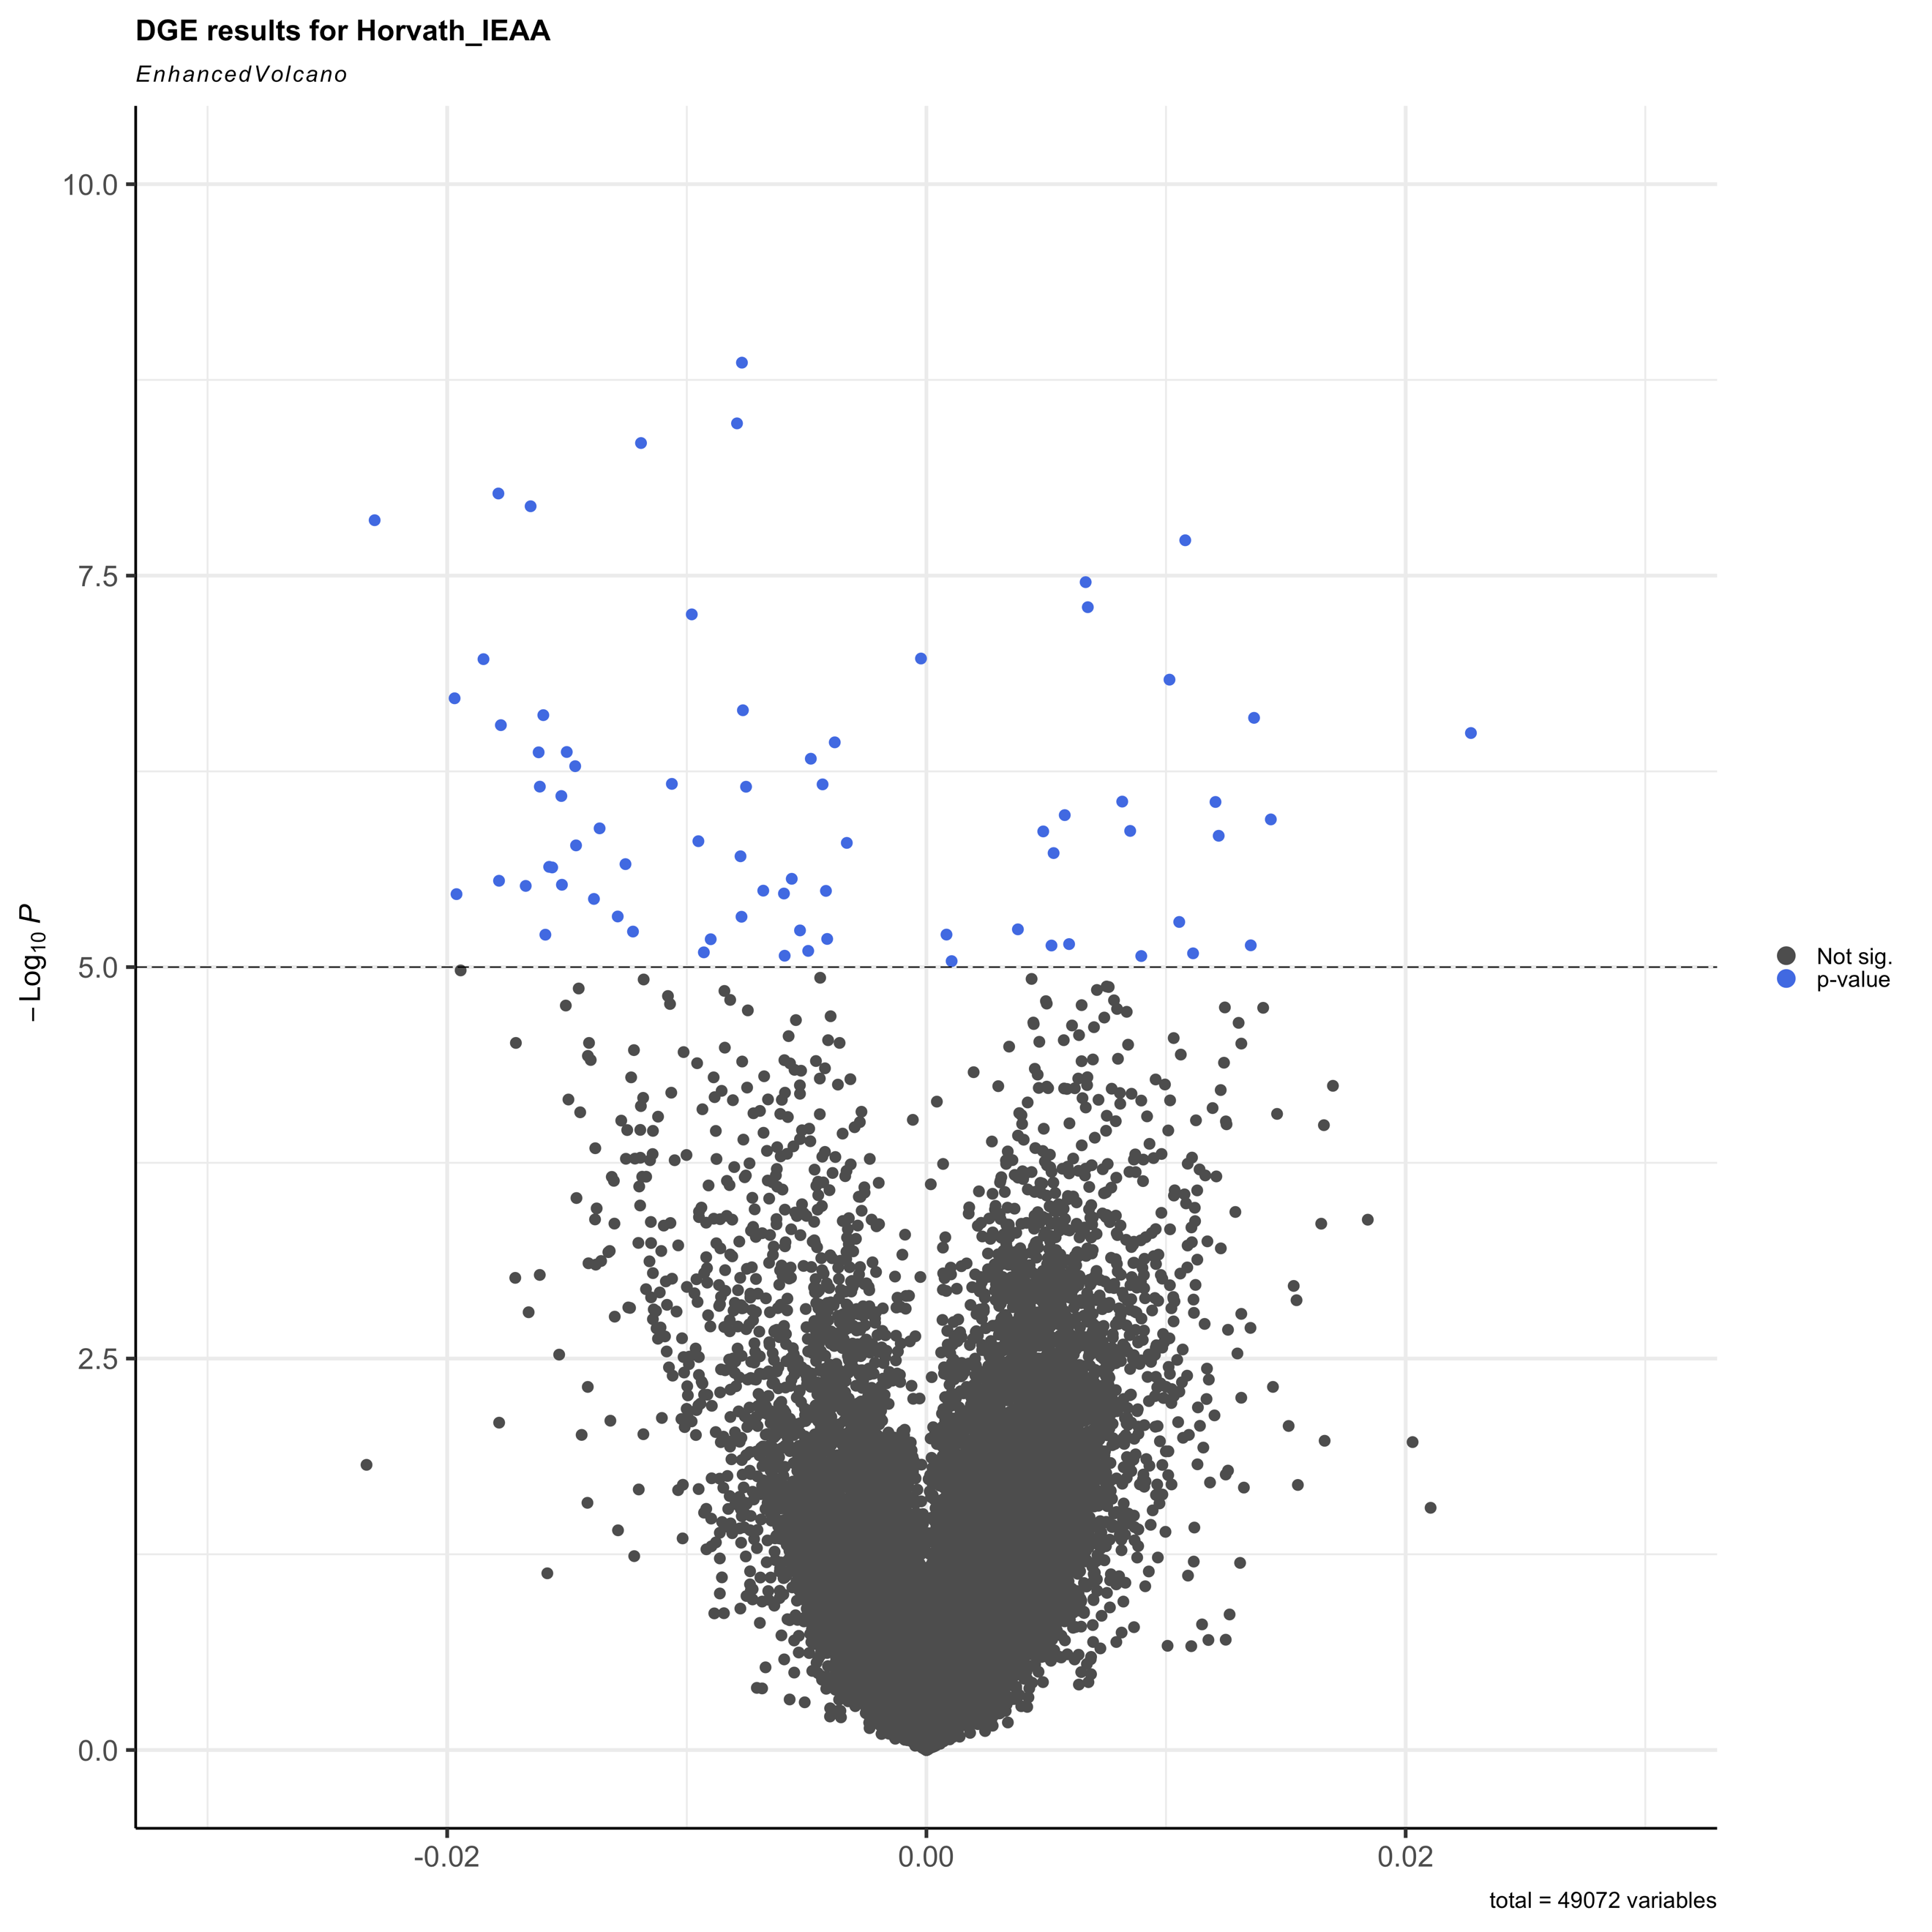 DGE results for Horvath_IEAA
EnhancedVolcano
10.0
7.5
5.0
2.5
0.0
− Log10 P
-0.02 0.00 0.02
Not sig.
p-value
total = 49072 variables